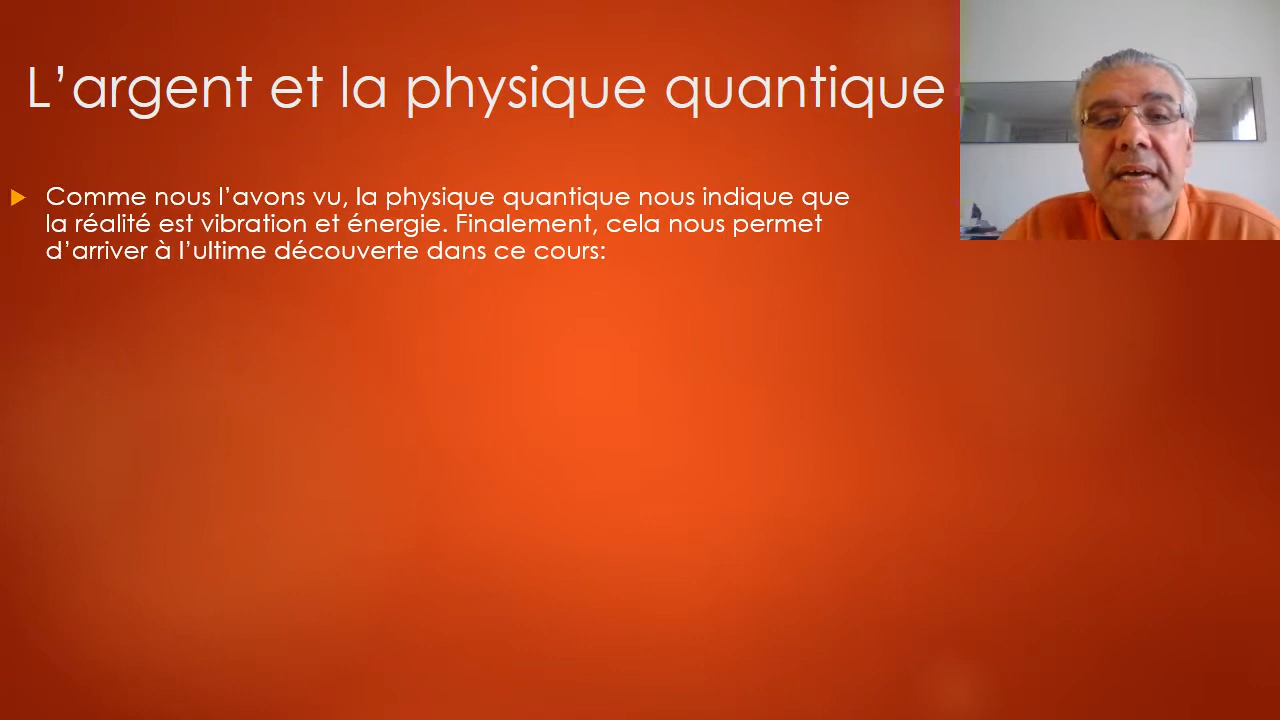 L’argent et la physique quantique
Comme nous l’avons vu, la physique quantique nous indique que
la réalité est vibration et énergie. Finalement, cela nous permet
d’arriver à l’ultime découverte dans ce cours: